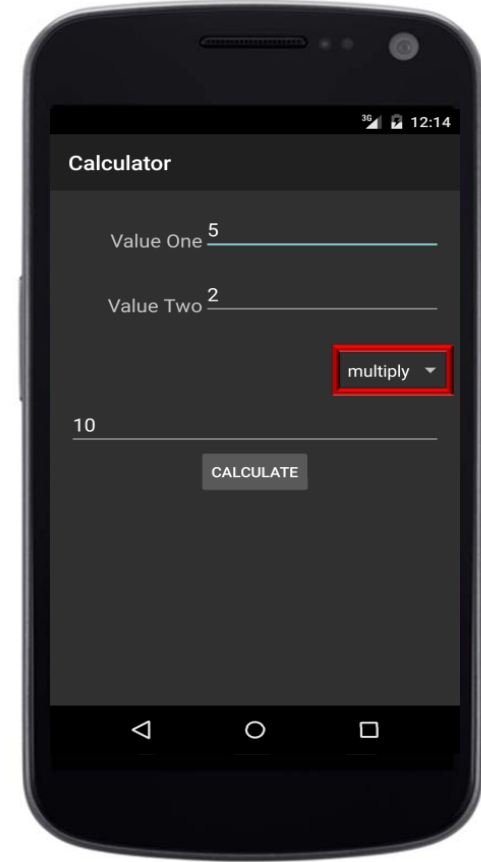 3G 12:14
Calculator
Value One 5
Value Two 2
multiply
10
CALCULATE